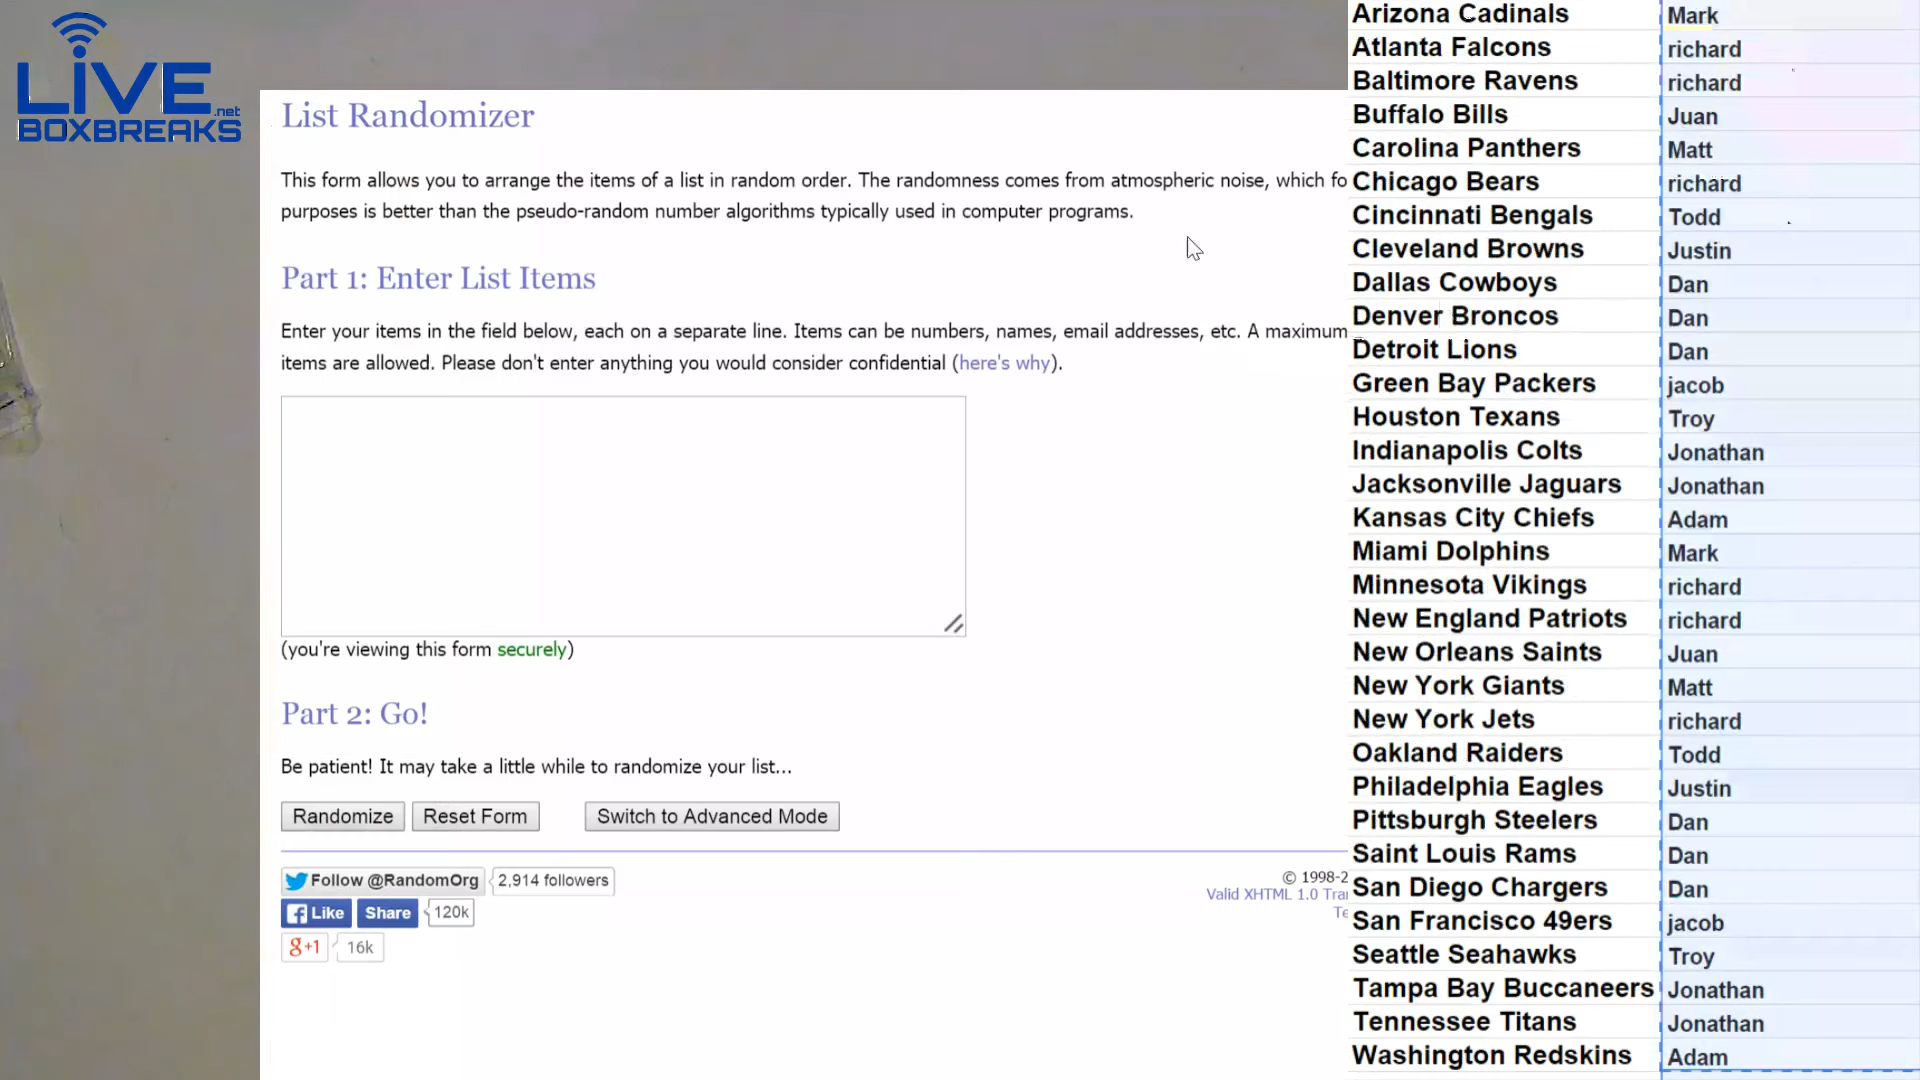 LiVE
.net
BOXBREAKS
List Randomizer
This form allows you to arrange the items of a list in random order. The randomness comes from atmospheric noise, which fo
purposes is better than the pseudo-random number algorithms typically used in computer programs.
Part 1: Enter List Items
Enter your items in the field below, each on a separate line. Items can be numbers, names, email addresses, etc. A maximum
items are allowed. Please don't enter anything you would consider confidential (here's why).
(you're viewing this form securely)
Part 2: Go!
Be patient! It may take a little while to randomize your list...
Randomize Reset Form Switch to Advanced Mode
Follow @RandomOrg 2,914 followers
Like Share 120k
g+1 16k
© 1998-2
Valid XHTML 1.0 Tra
Te
Arizona Cadinals Mark
Atlanta Falcons richard
Baltimore Ravens richard
Buffalo Bills Juan
Carolina Panthers Matt
Chicago Bears richard
Cincinnati Bengals Todd
Cleveland Browns Justin
Dallas Cowboys Dan
Denver Broncos Dan
Detroit Lions Dan
Green Bay Packers jacob
Houston Texans Troy
Indianapolis Colts Jonathan
Jacksonville Jaguars Jonathan
Kansas City Chiefs Adam
Miami Dolphins Mark
Minnesota Vikings richard
New England Patriots richard
New Orleans Saints Juan
New York Giants Matt
New York Jets richard
Oakland Raiders Todd
Philadelphia Eagles Justin
Pittsburgh Steelers Dan
Saint Louis Rams Dan
San Diego Chargers Dan
San Francisco 49ers jacob
Seattle Seahawks Troy
Tampa Bay Buccaneers Jonathan
Tennessee Titans Jonathan
Washington Redskins Adam